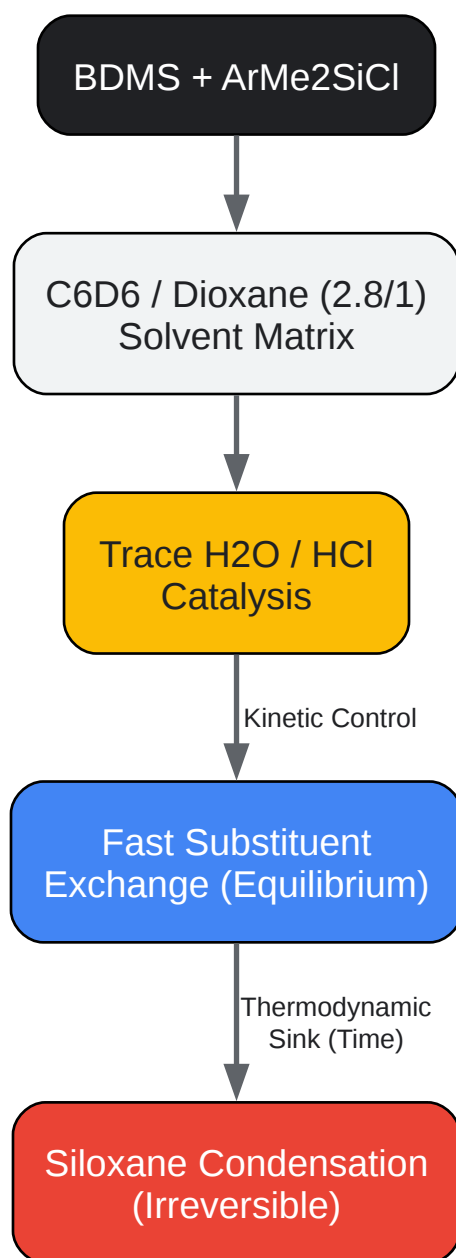 BDMS + ArMe2SiCl
C6D6 / Dioxane (2.8/1)
Solvent Matrix
Trace H2O / HCl
Catalysis
Kinetic Control
Fast Substituent
Exchange (Equilibrium)
Thermodynamic
Sink (Time)
Siloxane Condensation
(Irreversible)